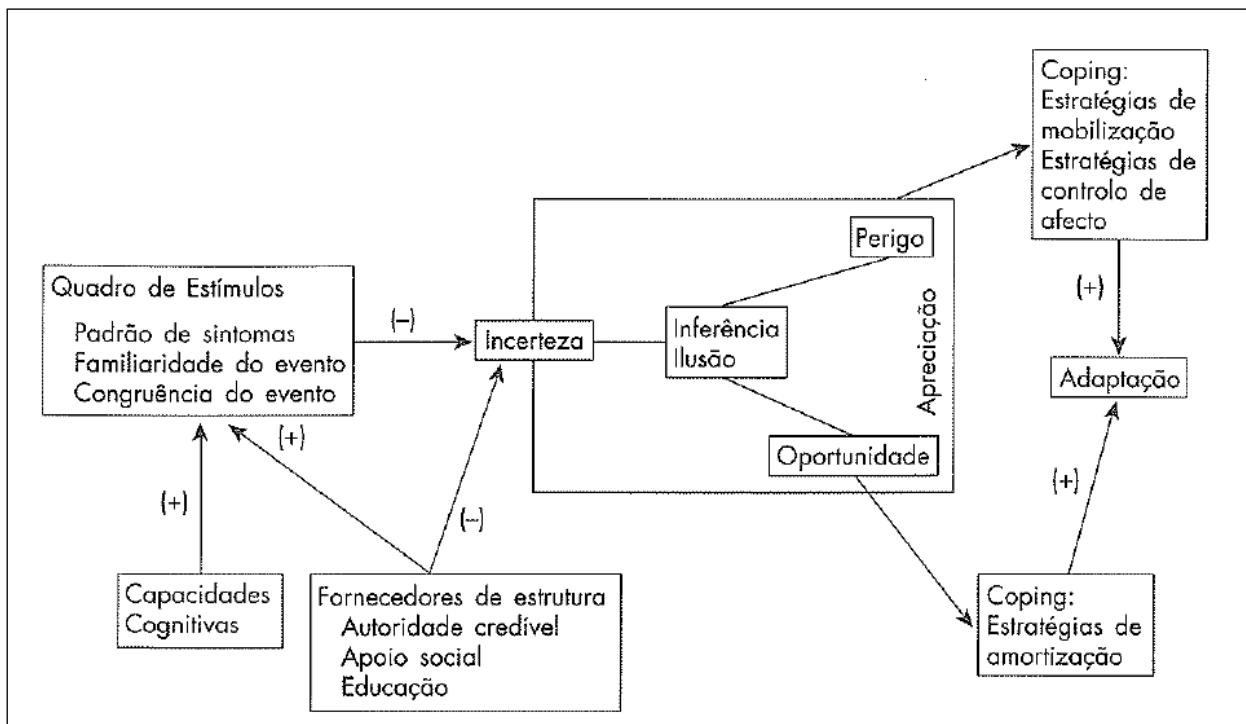 Quadro de Estímulos
Padrão de sintomas
Familiaridade do evento
Congruência do evento
(–)
(+)
(+)
Capacidades
Cognitivas
Fornecedores de estrutura
Autoridade credível
Apoio social
Educação
(–)
Incerteza
Inferência
Ilusão
Perigo
Oportunidade
Apreciação
Coping:
Estratégias de
mobilização
Estratégias de
controlo de
afecto
(+)
Adaptação
(+)
Coping:
Estratégias de
amortização